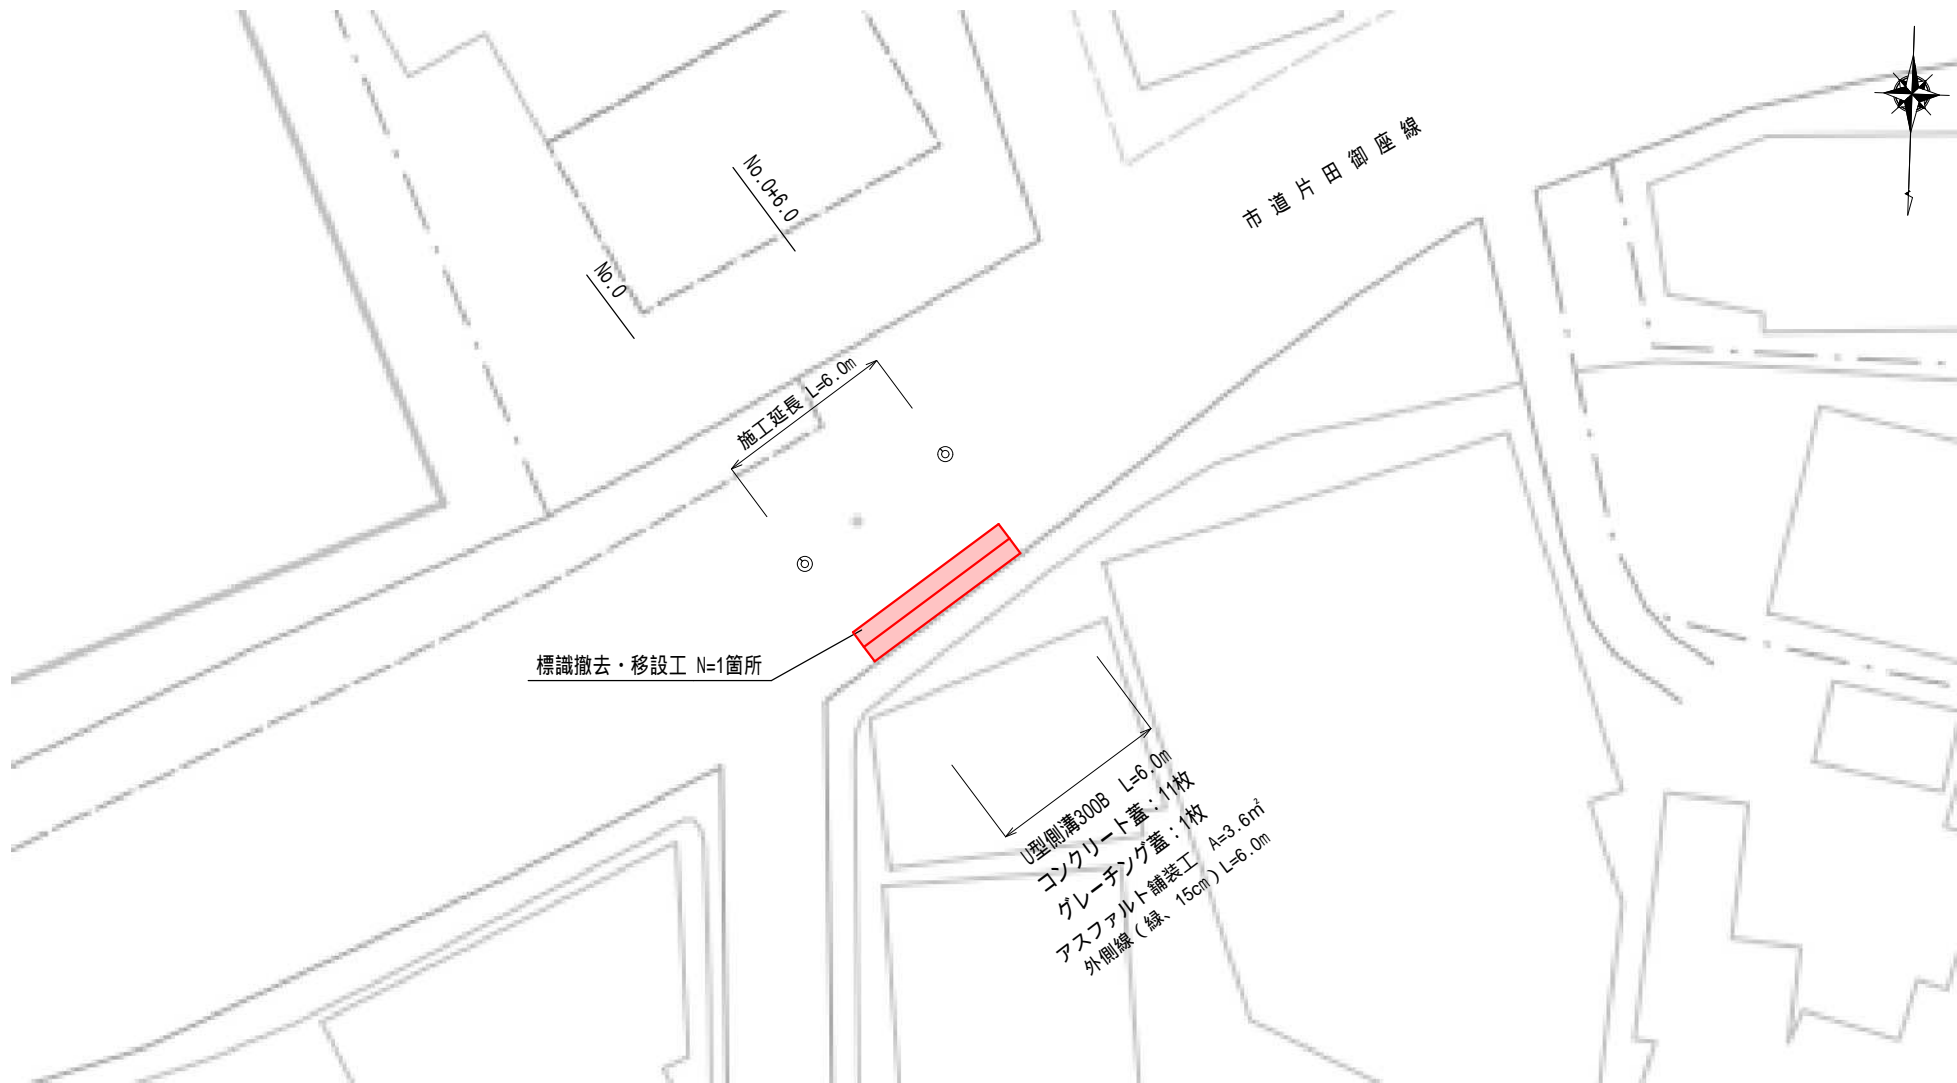 市道片田御座線
No.0+6.0
No.0
施工延長 L=6.0m
標識撤去・移設工 N=1箇所
U型側溝300B L=6.0m
コンクリート蓋：11枚
グレーチング蓋：1枚
アスファルト舗装工 A=3.6㎡
外側線（緑、15cm）L=6.0m